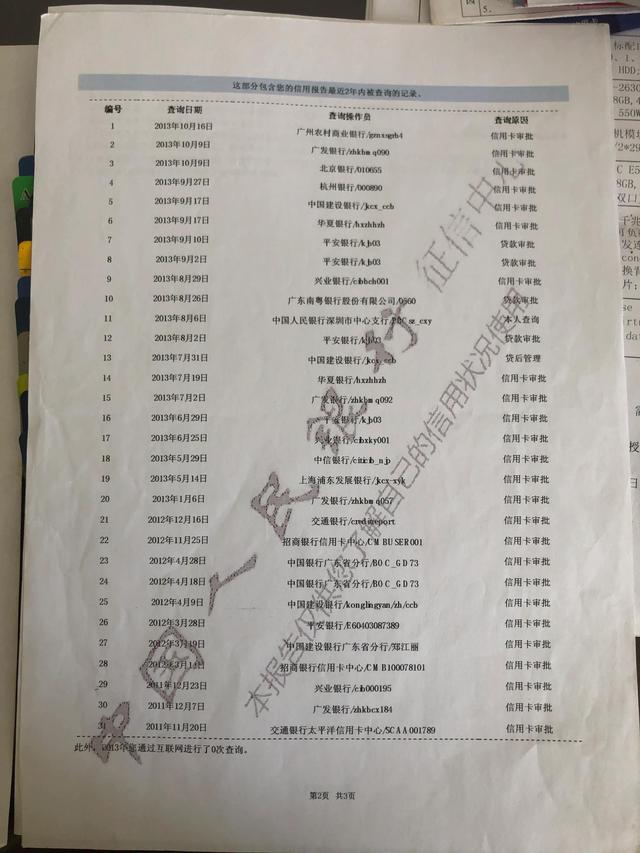 这部分包含您的信用报告最近2年内被查询的记录。
编号 查询日期 查询操作员 查询原因
1 2013年10月16日 广州农村商业银行/gznxsgzb4 信用卡审批
2 2013年10月9日 广发银行/zhkbmq090 信用卡审批
3 2013年10月9日 北京银行/010655 信用卡审批
4 2013年9月27日 杭州银行/000890 信用卡审批
5 2013年9月17日 中国建设银行/jkcx_ccb 信用卡审批
6 2013年9月17日 华夏银行/hxzhhzh 信用卡审批
7 2013年9月10日 平安银行/kjb03 贷款审批
8 2013年9月2日 平安银行/kjb03 贷款审批
9 2013年8月29日 兴业银行/cibbch001 信用卡审批
10 2013年8月26日 广东南粤银行股份有限公司/0660 贷款审批
11 2013年8月6日 中国人民银行深圳市中心支行/PBCsz_cxy 本人查询
12 2013年8月2日 平安银行/kjb03 贷款审批
13 2013年7月31日 中国建设银行/jkcx_ccb 贷后管理
14 2013年7月19日 华夏银行/hxzhhzh 信用卡审批
15 2013年7月2日 广发银行/zhkbmq092 信用卡审批
16 2013年6月29日 平安银行/kjb03 信用卡审批
17 2013年6月25日 兴业银行/cibxky001 信用卡审批
18 2013年5月29日 中信银行/citicib_njp 信用卡审批
19 2013年5月14日 上海浦东发展银行/jkcx-xyk 信用卡审批
20 2013年1月6日 广发银行/zhkbmq057 信用卡审批
21 2012年12月16日 交通银行/creditreport 信用卡审批
22 2012年11月25日 招商银行信用卡中心/CMBUSER001 信用卡审批
23 2012年4月28日 中国银行广东省分行/BOC_GD73 信用卡审批
24 2012年4月18日 中国银行广东省分行/BOC_GD73 信用卡审批
25 2012年4月9日 中国建设银行/konglingyan/zh/ccb 信用卡审批
26 2012年3月28日 平安银行/E60403087389 信用卡审批
27 2012年3月19日 中国建设银行广东省分行/郑江丽 信用卡审批
28 2012年3月14日 招商银行信用卡中心/CMB100078101 信用卡审批
29 2011年12月23日 兴业银行/cib000195 信用卡审批
30 2011年12月7日 广发银行/zhkbcx184 信用卡审批
31 2011年11月20日 交通银行太平洋信用卡中心/SCAA001789 信用卡审批
此外，2013年您通过互联网进行了0次查询。
第2页 共3页
中国人民银行 征信中心
本报告仅供您了解自己的信用状况使用